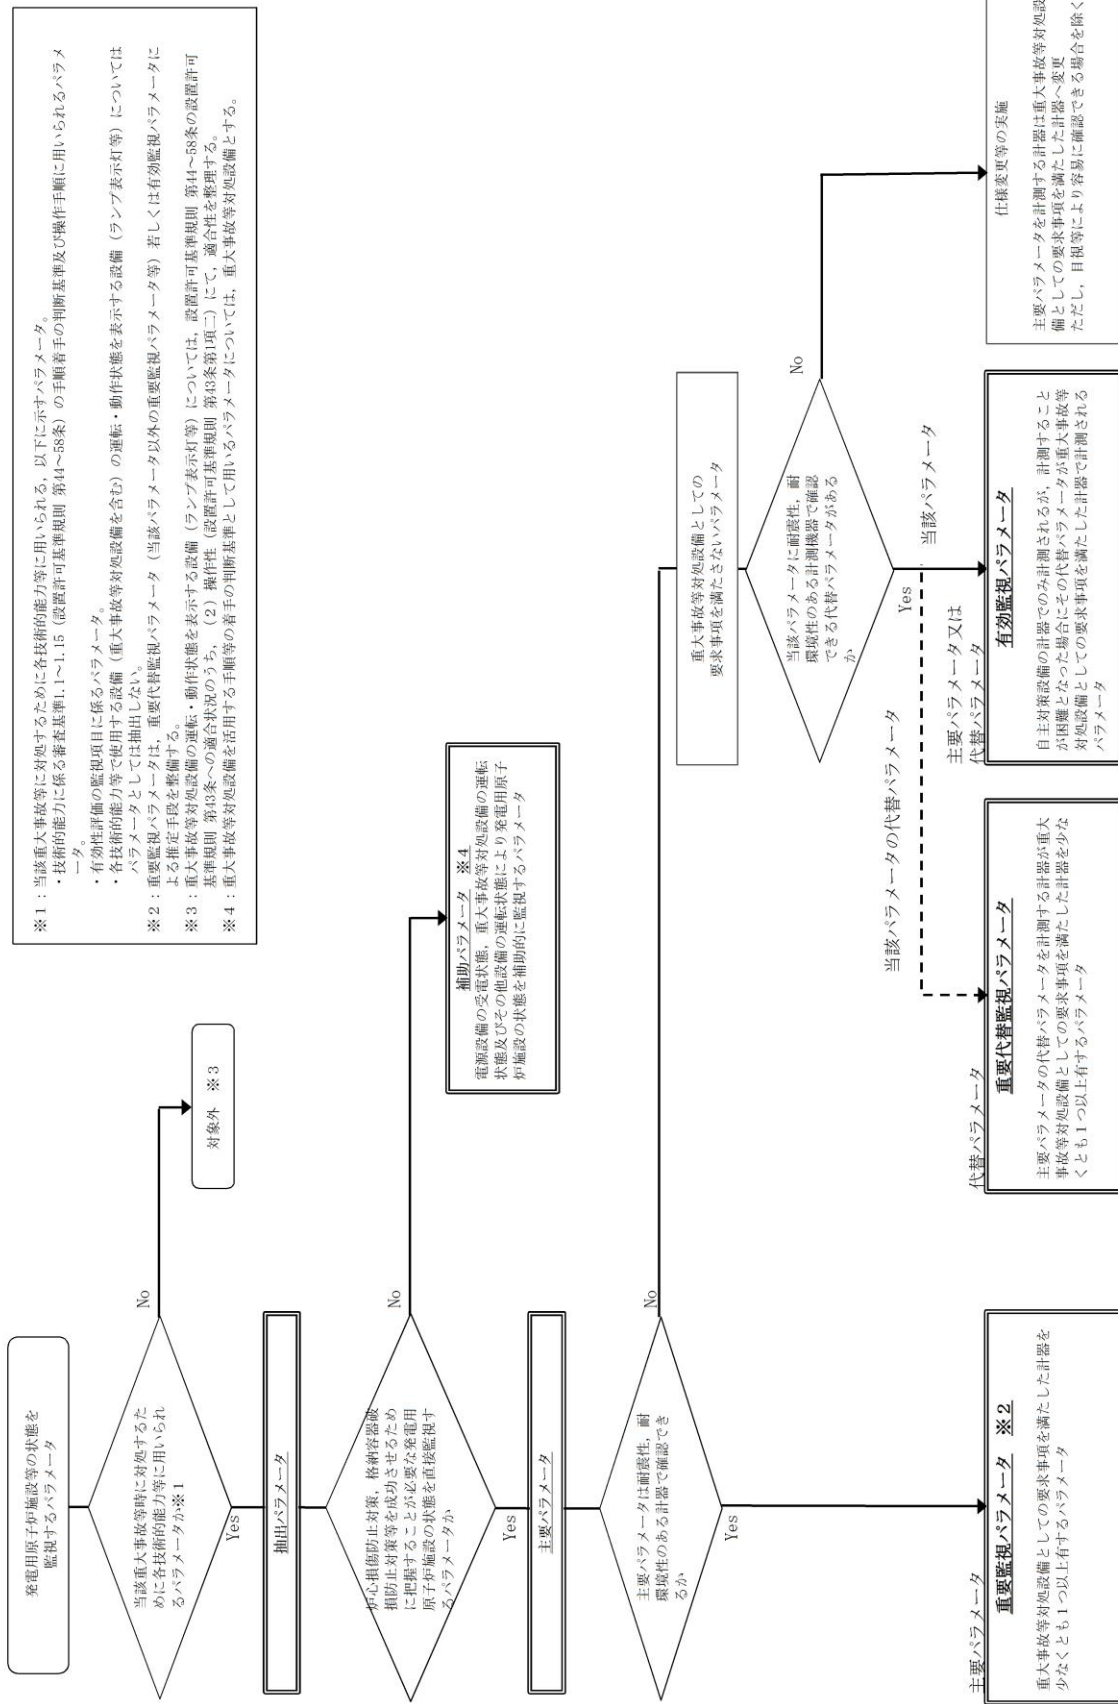 発電用原子炉施設等の状態を
監視するパラメータ
当該重大事故等時に対処するた
めに各技術的能力等に用いられ
るパラメータか※1
No
Yes
対象外 ※3
抽出パラメータ
炉心損傷防止対策，格納容器破
損防止対策等を成功させるため
に把握することが必要な発電用
原子炉施設の状態を直接監視す
るパラメータか
No
Yes
補助パラメータ ※4
電源設備の受電状態，重大事故等対処設備の運転
状態及びその他設備の運転状態により発電用原子
炉施設の状態を補助的に監視するパラメータ
主要パラメータ
主要パラメータは耐震性，耐
環境性のある計器で確認でき
るか
No
Yes
重大事故等対処設備としての
要求事項を満たさないパラメータ
当該パラメータに耐震性，耐
環境性のある計測機器で確認
できる代替パラメータがある
か
No
Yes
当該パラメータ
当該パラメータの代替パラメータ
主要パラメータ
重要監視パラメータ ※2
重大事故等対処設備としての要求事項を満たした計器を
少なくとも1つ以上有するパラメータ
代替パラメータ
重要代替監視パラメータ
主要パラメータの代替パラメータを計測する計器が重大
事故等対処設備としての要求事項を満たした計器を少な
くとも1つ以上有するパラメータ
主要パラメータ又は
代替パラメータ
有効監視パラメータ
自主対策設備の計器でのみ計測されるが，計測すること
が困難となった場合にその代替パラメータが重大事故等
対処設備としての要求事項を満たした計器で計測される
パラメータ
仕様変更等の実施
主要パラメータを計測する計器は重大事故等対処設
備としての要求事項を満たした計器へ変更
ただし，目視等により容易に確認できる場合を除く
※1：当該重大事故等に対処するために各技術的能力等に用いられる，以下に示すパラメータ。
・技術的能力に係る審査基準1.1～1.15（設置許可基準規則 第44～58条）の手順着手の判断基準及び操作手順に用いられるパラメ
ータ。
・有効性評価の監視項目に係るパラメータ。
・各技術的能力等で使用する設備（重大事故等対処設備を含む）の運転・動作状態を表示する設備（ランプ表示灯等）については
パラメータとしては抽出しない。
※2：重要監視パラメータは，重要代替監視パラメータ（当該パラメータ以外の重要監視パラメータ等）若しくは有効監視パラメータに
よる推定手段を整備する。
※3：重大事故等対処設備の運転・動作状態を表示する設備（ランプ表示灯等）については，設置許可基準規則 第44～58条の設置許可
基準規則 第43条への適合状況のうち，（2）操作性（設置許可基準規則 第43条第1項二）にて，適合性を整理する。
※4：重大事故等対処設備を活用する手順等の着手の判断基準として用いるパラメータについては，重大事故等対処設備とする。